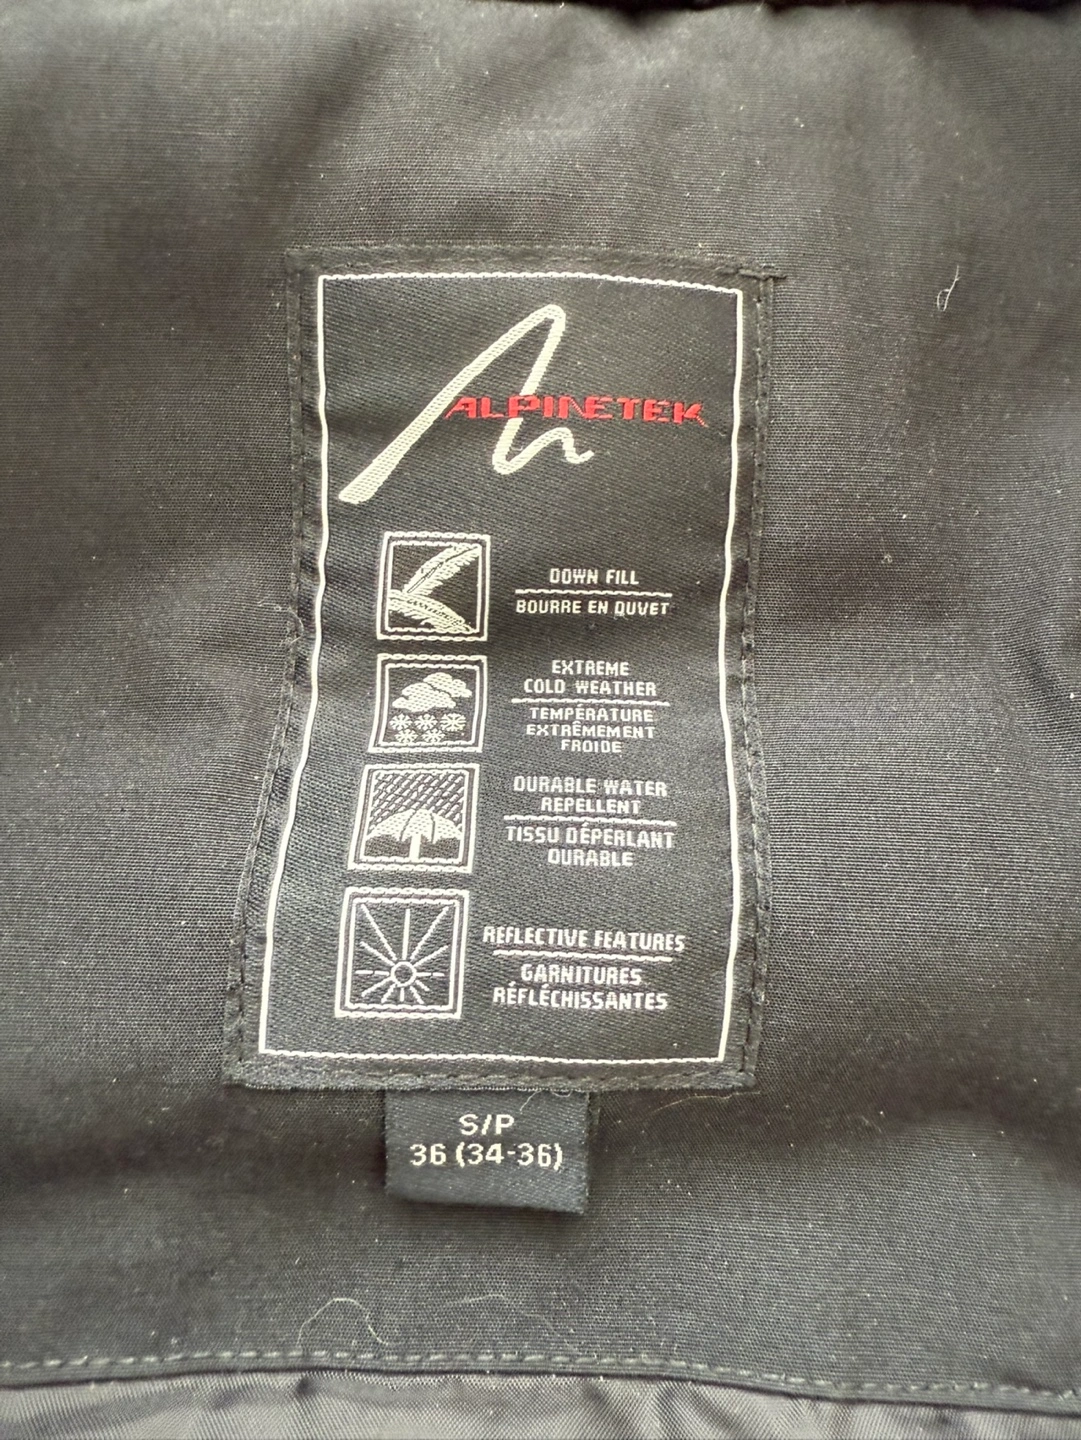 ALPINETEK
DOWN FILL
BOURRE EN DUVET
EXTREME
COLD WEATHER
TEMPÉRATURE
EXTRÊMEMENT
FROIDE
DURABLE WATER
REPELLENT
TISSU DÉPERLANT
DURABLE
REFLECTIVE FEATURES
GARNITURES
RÉFLÉCHISSANTES
S/P
36 (34-36)